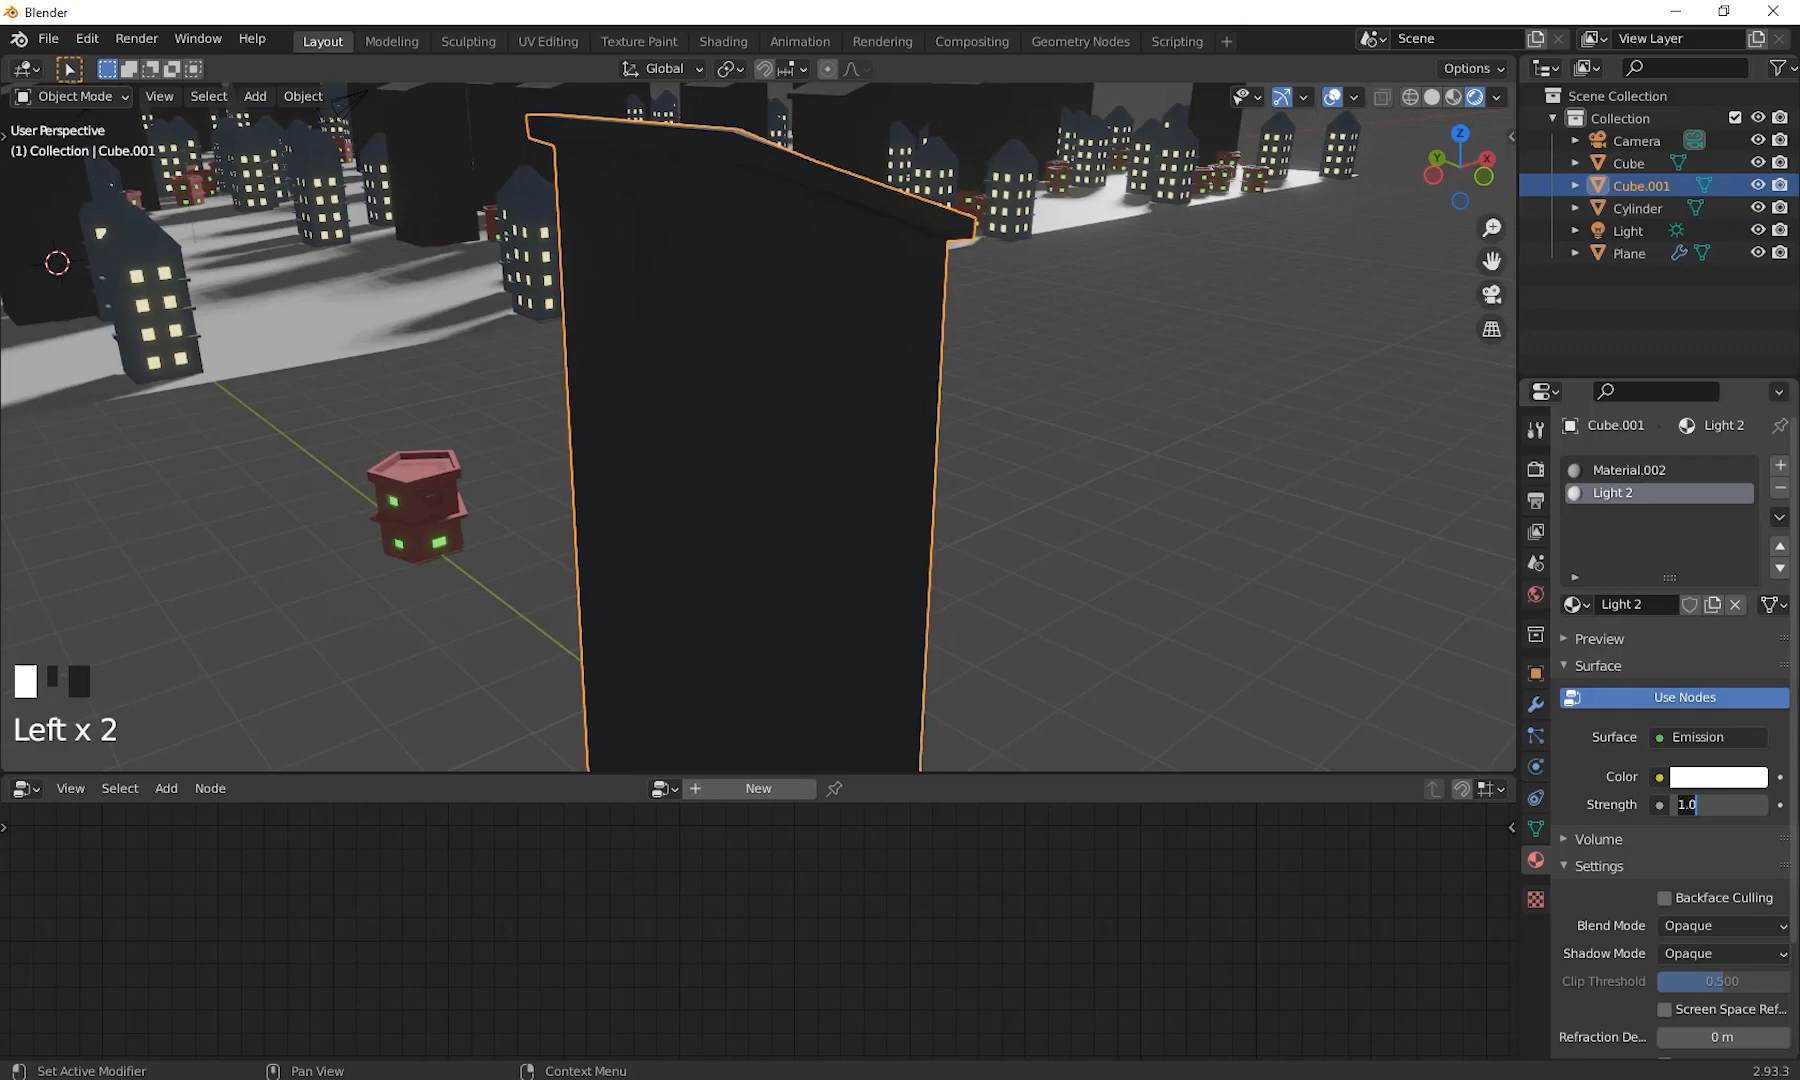 Blender
File Edit Render Window Help
Layout Modeling Sculpting UV Editing Texture Paint Shading Animation Rendering Compositing Geometry Nodes Scripting +
Scene
View Layer
Global
Options
Object Mode View Select Add Object
User Perspective
(1) Collection | Cube.001
Z
Y
X
Left x 2
Scene Collection
Collection
Camera
Cube
Cube.001
Cylinder
Light
Plane
Cube.001 Light 2
Material.002
Light 2
Light 2
Preview
Surface
Use Nodes
Surface Emission
Color
Strength 1.0
Volume
Settings
Backface Culling
Blend Mode Opaque
Shadow Mode Opaque
Clip Threshold 0.500
Screen Space Ref...
Refraction De... 0 m
View Select Add Node
New
Set Active Modifier
Pan View
Context Menu
2.93.3